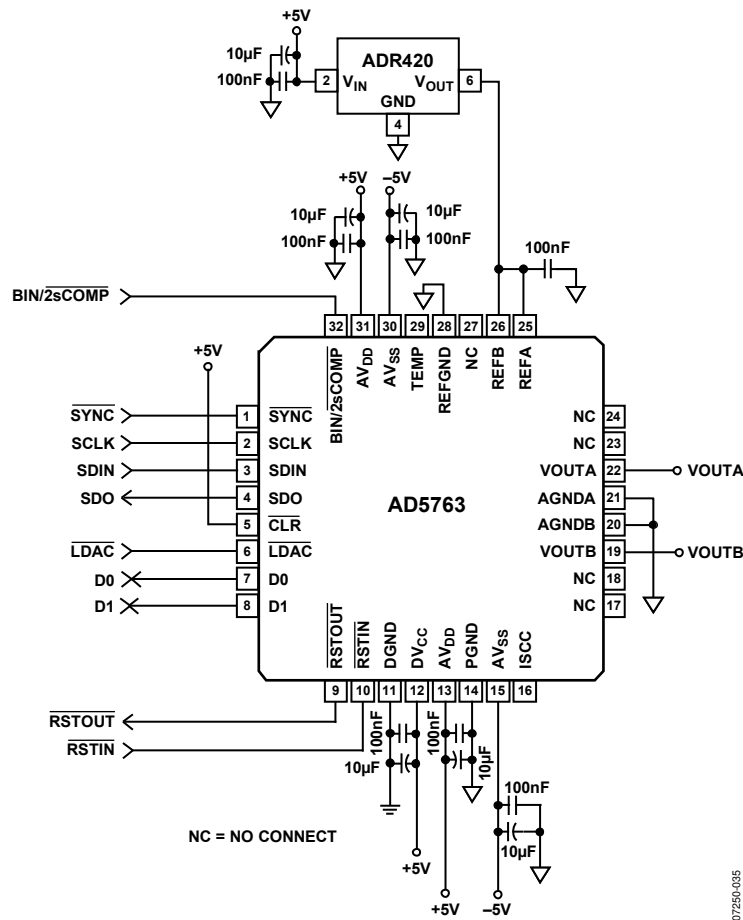 +5V
10µF
100nF
ADR420
2
VIN
VOUT
6
GND
4
+5V
–5V
10µF
100nF
10µF
100nF
100nF
BIN/2sCOMP
32
31
30
29
28
27
26
25
BIN/2sCOMP
AVDD
AVSS
TEMP
REFGND
NC
REFB
REFA
+5V
SYNC
1
SYNC
SCLK
2
SCLK
SDIN
3
SDIN
SDO
4
SDO
5
CLR
LDAC
6
LDAC
D0
7
D0
D1
8
D1
AD5763
NC
24
NC
23
VOUTA
22
VOUTA
AGNDA
21
AGNDB
20
VOUTB
19
VOUTB
NC
18
NC
17
RSTOUT
RSTIN
DGND
DVCC
AVDD
PGND
AVSS
ISCC
9
10
11
12
13
14
15
16
RSTOUT
RSTIN
100nF
10µF
100nF
10µF
100nF
10µF
NC = NO CONNECT
+5V
+5V
–5V
07250-035